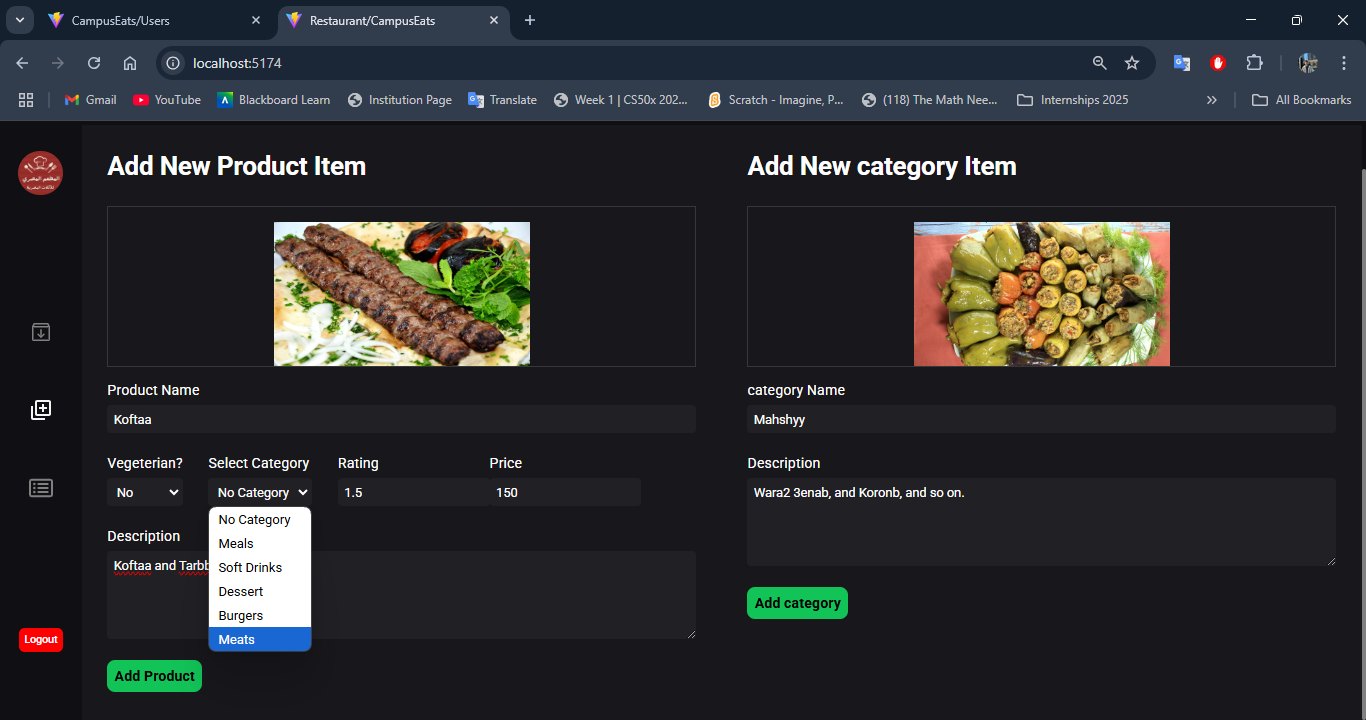 CampusEats/Users
Restaurant/CampusEats
localhost:5174
Gmail
YouTube
Blackboard Learn
Institution Page
Translate
Week 1 | CS50x 202...
Scratch - Imagine, P...
(118) The Math Nee...
Internships 2025
»
All Bookmarks
المطعم المصري
للأكلات المصرية
Logout
Add New Product Item
Product Name
Koftaa
Vegeterian?
Select Category
Rating
Price
No
No Category
1.5
150
No Category
Meals
Soft Drinks
Dessert
Burgers
Meats
Description
Koftaa and Tarbb
Add Product
Add New category Item
category Name
Mahshyy
Description
Wara2 3enab, and Koronb, and so on.
Add category